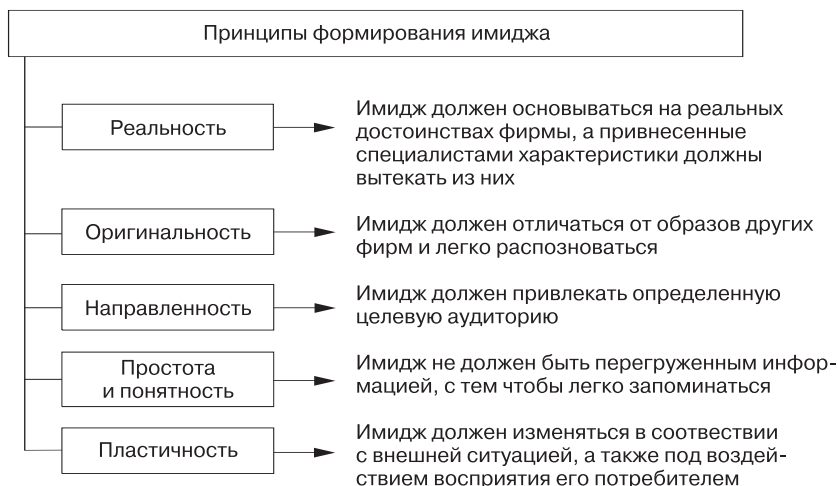 Принципы формирования имиджа
Реальность
Имидж должен основываться на реальных
достоинствах фирмы, а привнесенные
специалистами характеристики должны
вытекать из них
Оригинальность
Имидж должен отличаться от образов других
фирм и легко распозноваться
Направленность
Имидж должен привлекать определенную
целевую аудиторию
Простота
и понятность
Имидж не должен быть перегруженным инфор-
мацией, с тем чтобы легко запоминаться
Пластичность
Имидж должен изменяться в соотвествии
с внешней ситуацией, а также под воздей-
ствием восприятия его потребителем